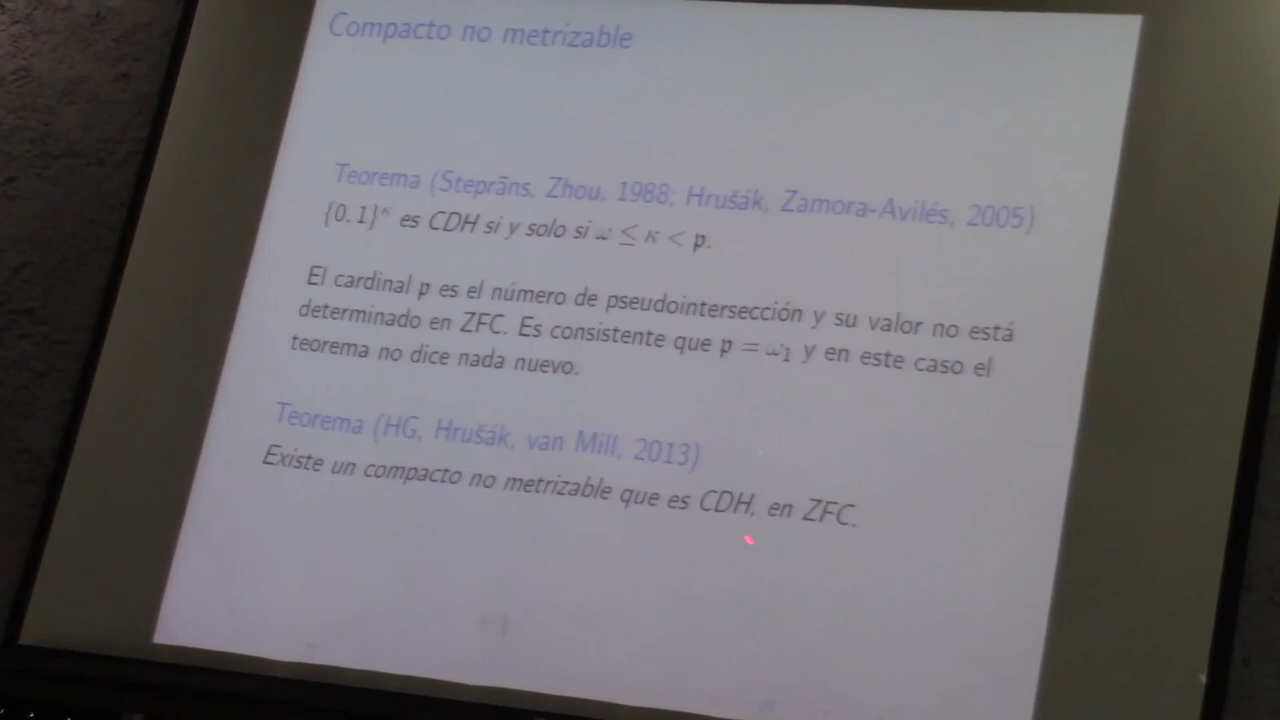 Compacto no metrizable
Teorema (Steprāns, Zhou, 1988; Hrušák, Zamora-Avilés, 2005)
{0, 1}^κ es CDH si y solo si ω ≤ κ < p.
El cardinal p es el número de pseudointersección y su valor no está
determinado en ZFC. Es consistente que p = ω₁ y en este caso el
teorema no dice nada nuevo.
Teorema (HG, Hrušák, van Mill, 2013)
Existe un compacto no metrizable que es CDH, en ZFC.